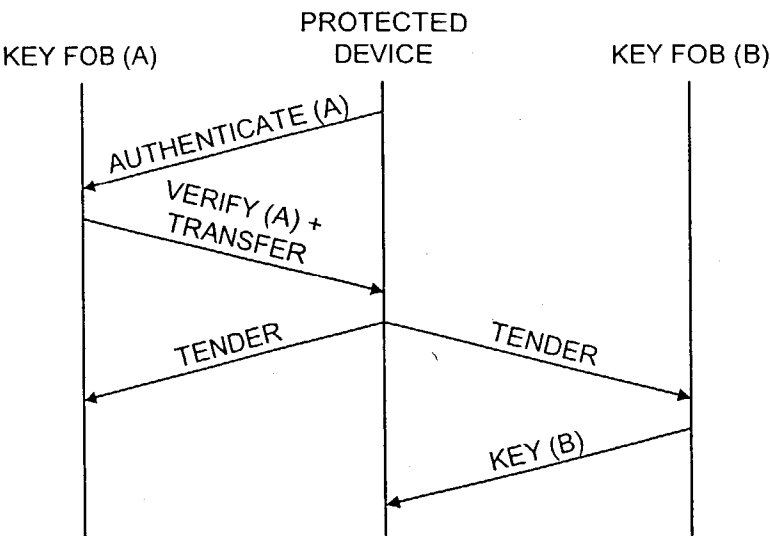 KEY FOB (A)
PROTECTED
DEVICE
KEY FOB (B)
AUTHENTICATE (A)
VERIFY (A) +
TRANSFER
TENDER
TENDER
KEY (B)